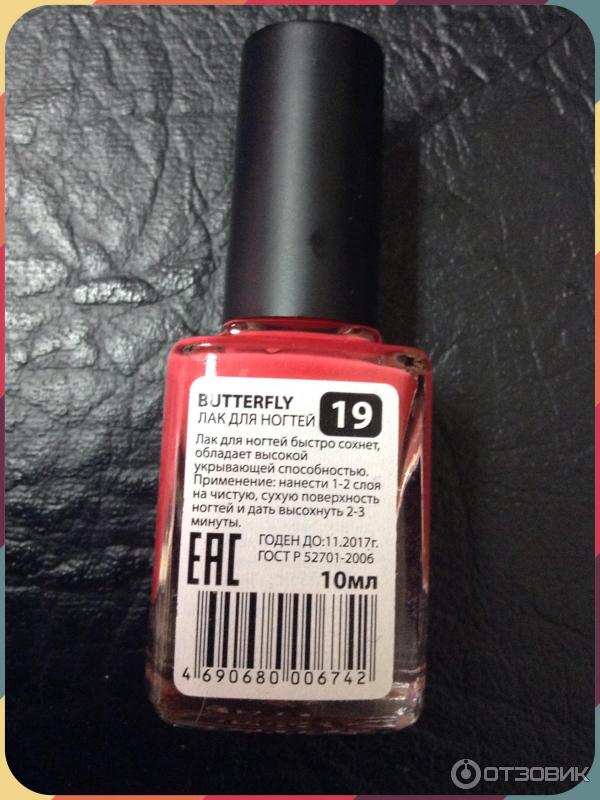 BUTTERFLY
ЛАК ДЛЯ НОГТЕЙ
19
Лак для ногтей быстро сохнет,
обладает высокой
укрывающей способностью.
Применение: нанести 1-2 слоя
на чистую, сухую поверхность
ногтей и дать высохнуть 2-3
минуты.
EAC
ГОДЕН ДО:11.2017г.
ГОСТ Р 52701-2006
10мл
4 690680 006742
ОТЗОВИК